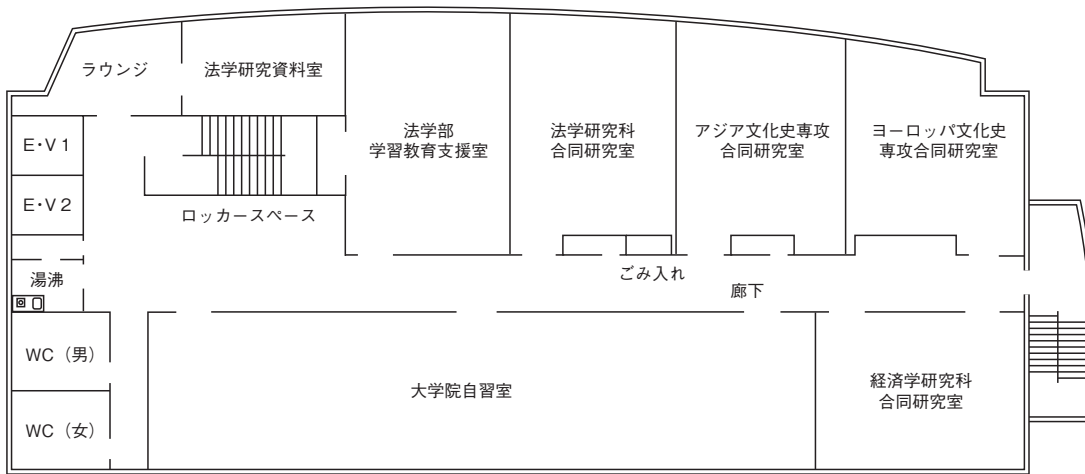 ラウンジ
法学研究資料室
E・V 1
E・V 2
法学部
学習教育支援室
法学研究科
合同研究室
アジア文化史専攻
合同研究室
ヨーロッパ文化史
専攻合同研究室
ロッカースペース
湯沸
ごみ入れ
廊下
WC（男）
WC（女）
大学院自習室
経済学研究科
合同研究室